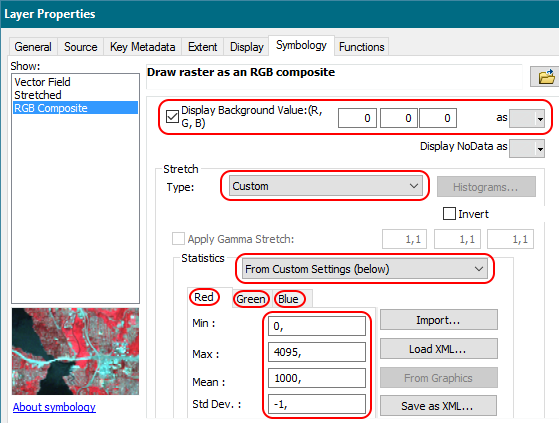 Layer Properties
General Source Key Metadata Extent Display Symbology Functions
Show:
Vector Field
Stretched
RGB Composite
About symbology
Draw raster as an RGB composite
Display Background Value:(R, G, B) 0 0 0 as
Display NoData as
Stretch
Type: Custom Histograms...
Invert
Apply Gamma Stretch: 1,1 1,1 1,1
Statistics
From Custom Settings (below)
Red Green Blue
Min : 0, Import...
Max : 4095, Load XML...
Mean : 1000, From Graphics
Std Dev. : -1, Save as XML...